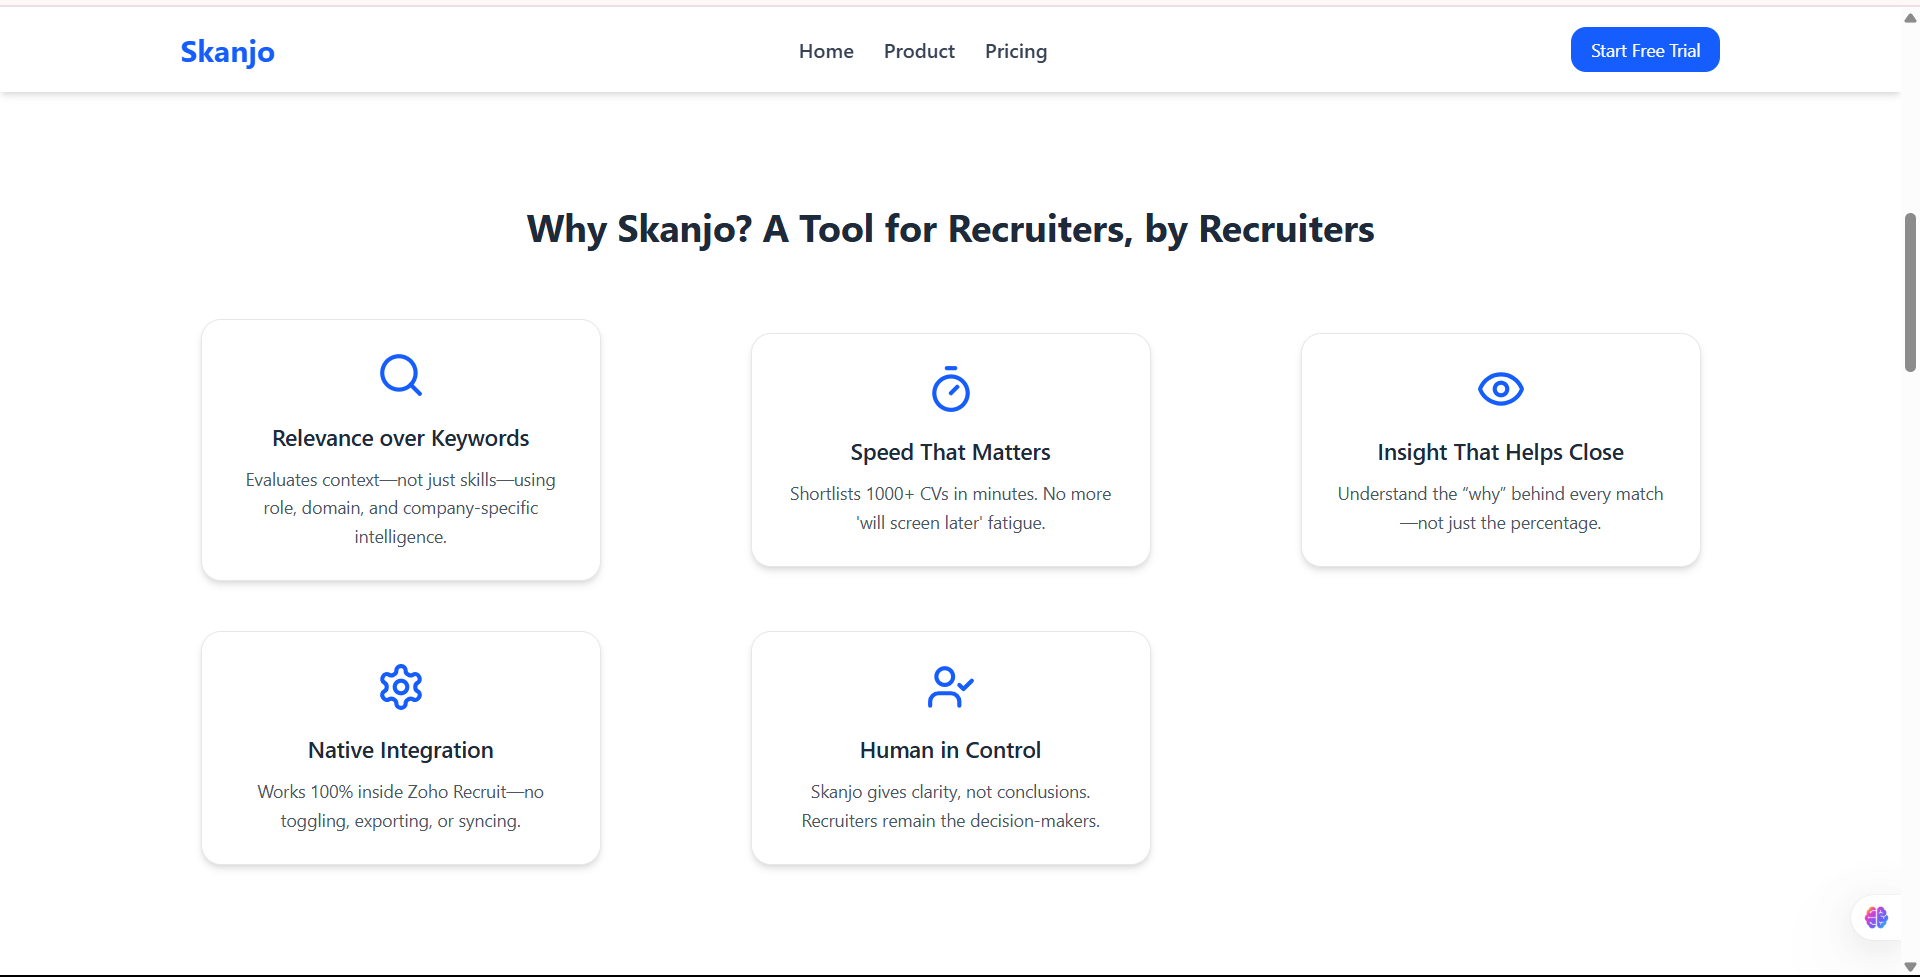 Skanjo
Home
Product
Pricing
Start Free Trial
Why Skanjo? A Tool for Recruiters, by Recruiters
Relevance over Keywords
Evaluates context—not just skills—using
role, domain, and company-specific
intelligence.
Speed That Matters
Shortlists 1000+ CVs in minutes. No more
'will screen later' fatigue.
Insight That Helps Close
Understand the “why” behind every match
—not just the percentage.
Native Integration
Works 100% inside Zoho Recruit—no
toggling, exporting, or syncing.
Human in Control
Skanjo gives clarity, not conclusions.
Recruiters remain the decision-makers.